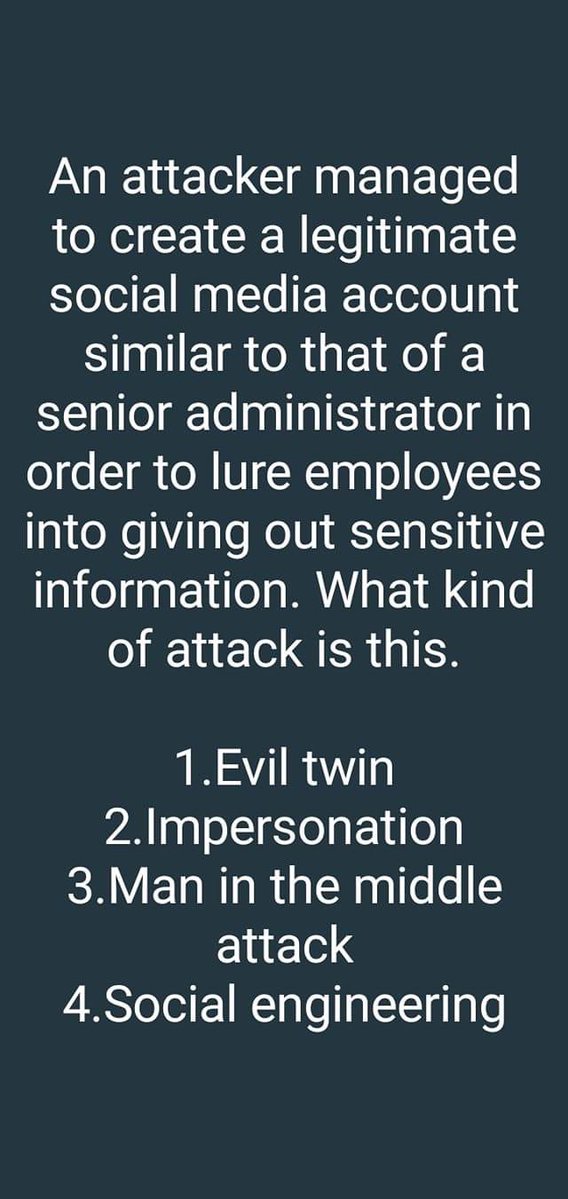 An attacker managed
to create a legitimate
social media account
similar to that of a
senior administrator in
order to lure employees
into giving out sensitive
information. What kind
of attack is this.
1.Evil twin
2.Impersonation
3.Man in the middle
attack
4.Social engineering